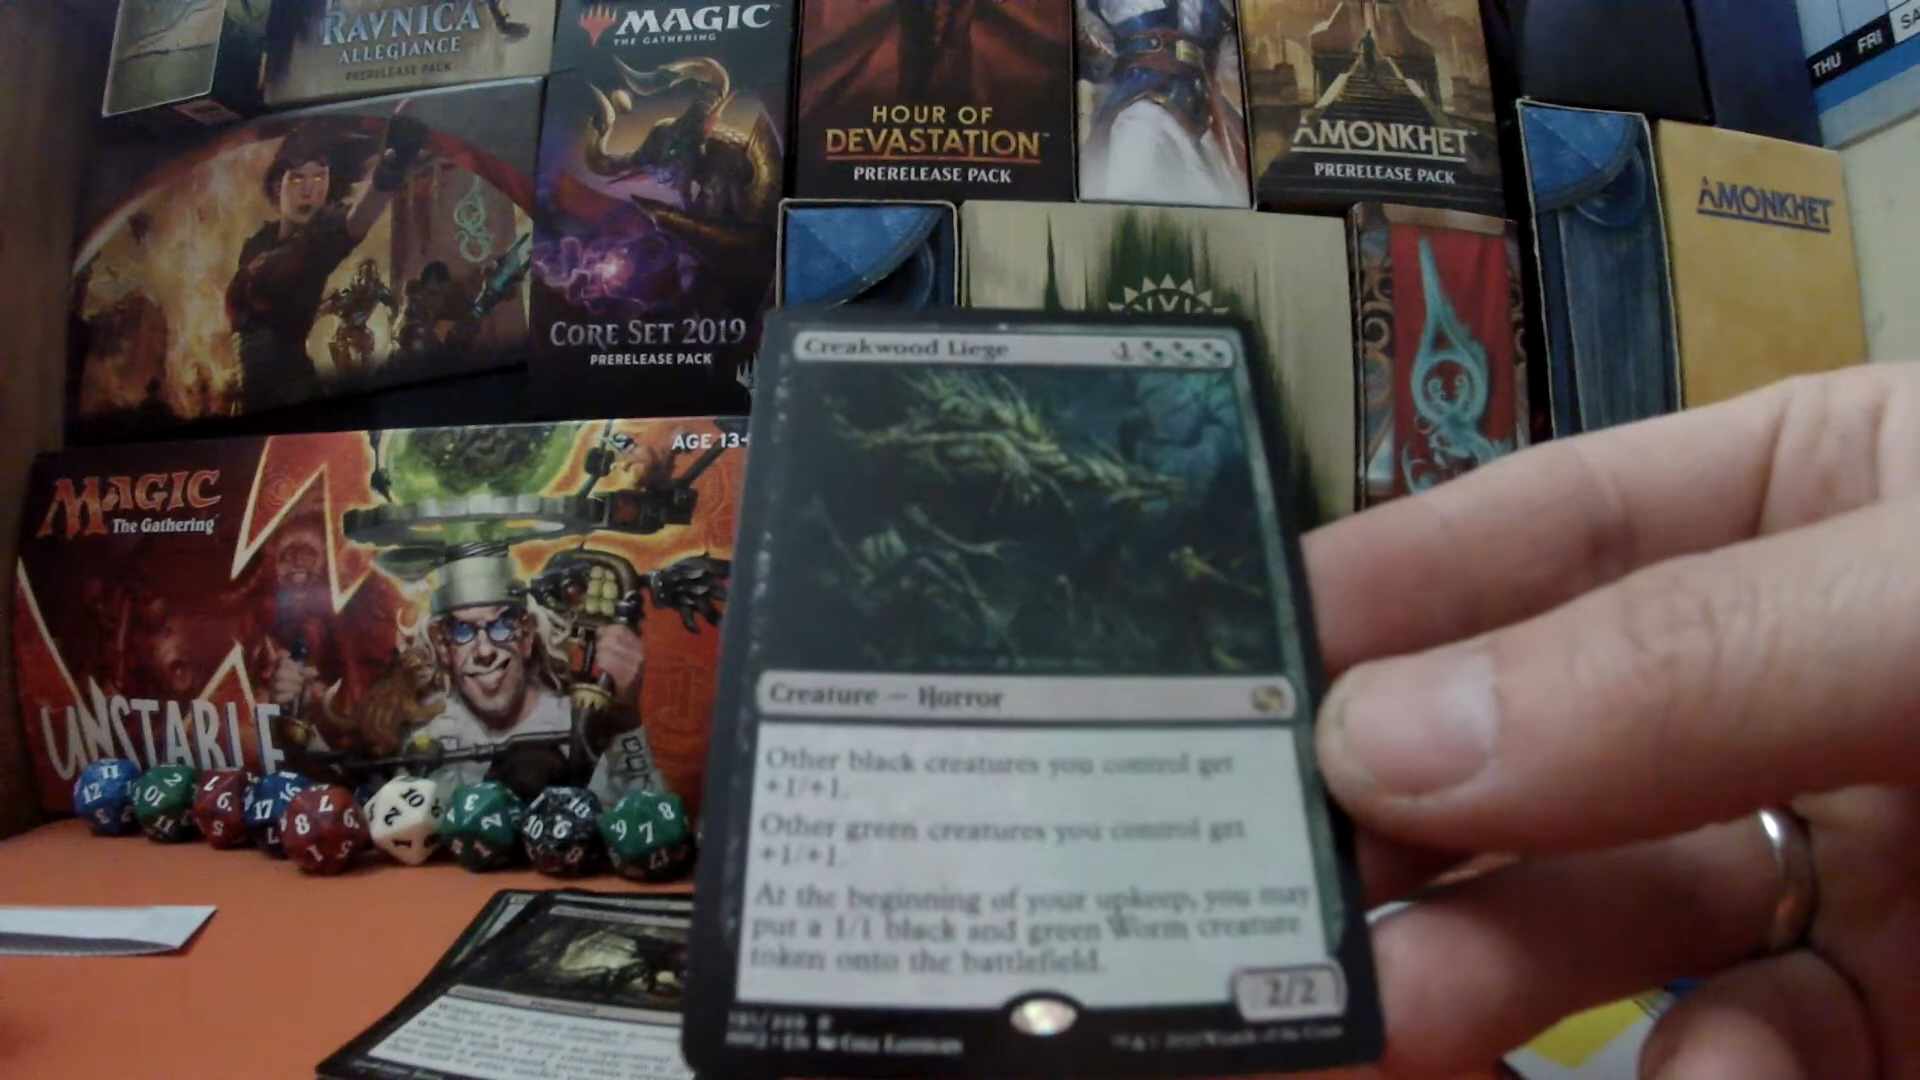 RAVNICA
ALLEGIANCE
PRERELEASE PACK
MAGIC
THE GATHERING
CORE SET 2019
PRERELEASE PACK
HOUR OF
DEVASTATION
PRERELEASE PACK
AMONKHET
PRERELEASE PACK
THU FRI SA
AMONKHET
AGE 13+
MAGIC
The Gathering
UNSTABLE
Creakwood Liege 1
Creature — Horror
Other black creatures you control get
+1/+1.
Other green creatures you control get
+1/+1.
At the beginning of your upkeep, you may
put a 1/1 black and green Worm creature
token onto the battlefield.
2/2